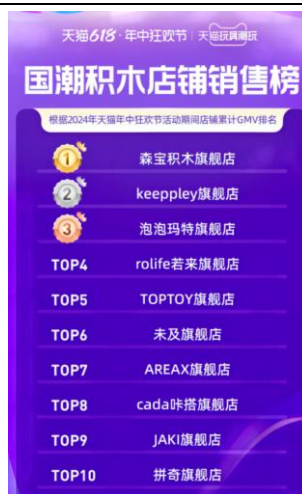 天猫618·年中狂欢节 | 天猫玩具潮玩
国潮积木店铺销售榜
根据2024年天猫年中狂欢节活动期间店铺累计GMV排名
1 森宝积木旗舰店
2 keeppley旗舰店
3 泡泡玛特旗舰店
TOP4 rolife若来旗舰店
TOP5 TOPTOY旗舰店
TOP6 未及旗舰店
TOP7 AREAX旗舰店
TOP8 cada咔搭旗舰店
TOP9 JAKI旗舰店
TOP10 拼奇旗舰店